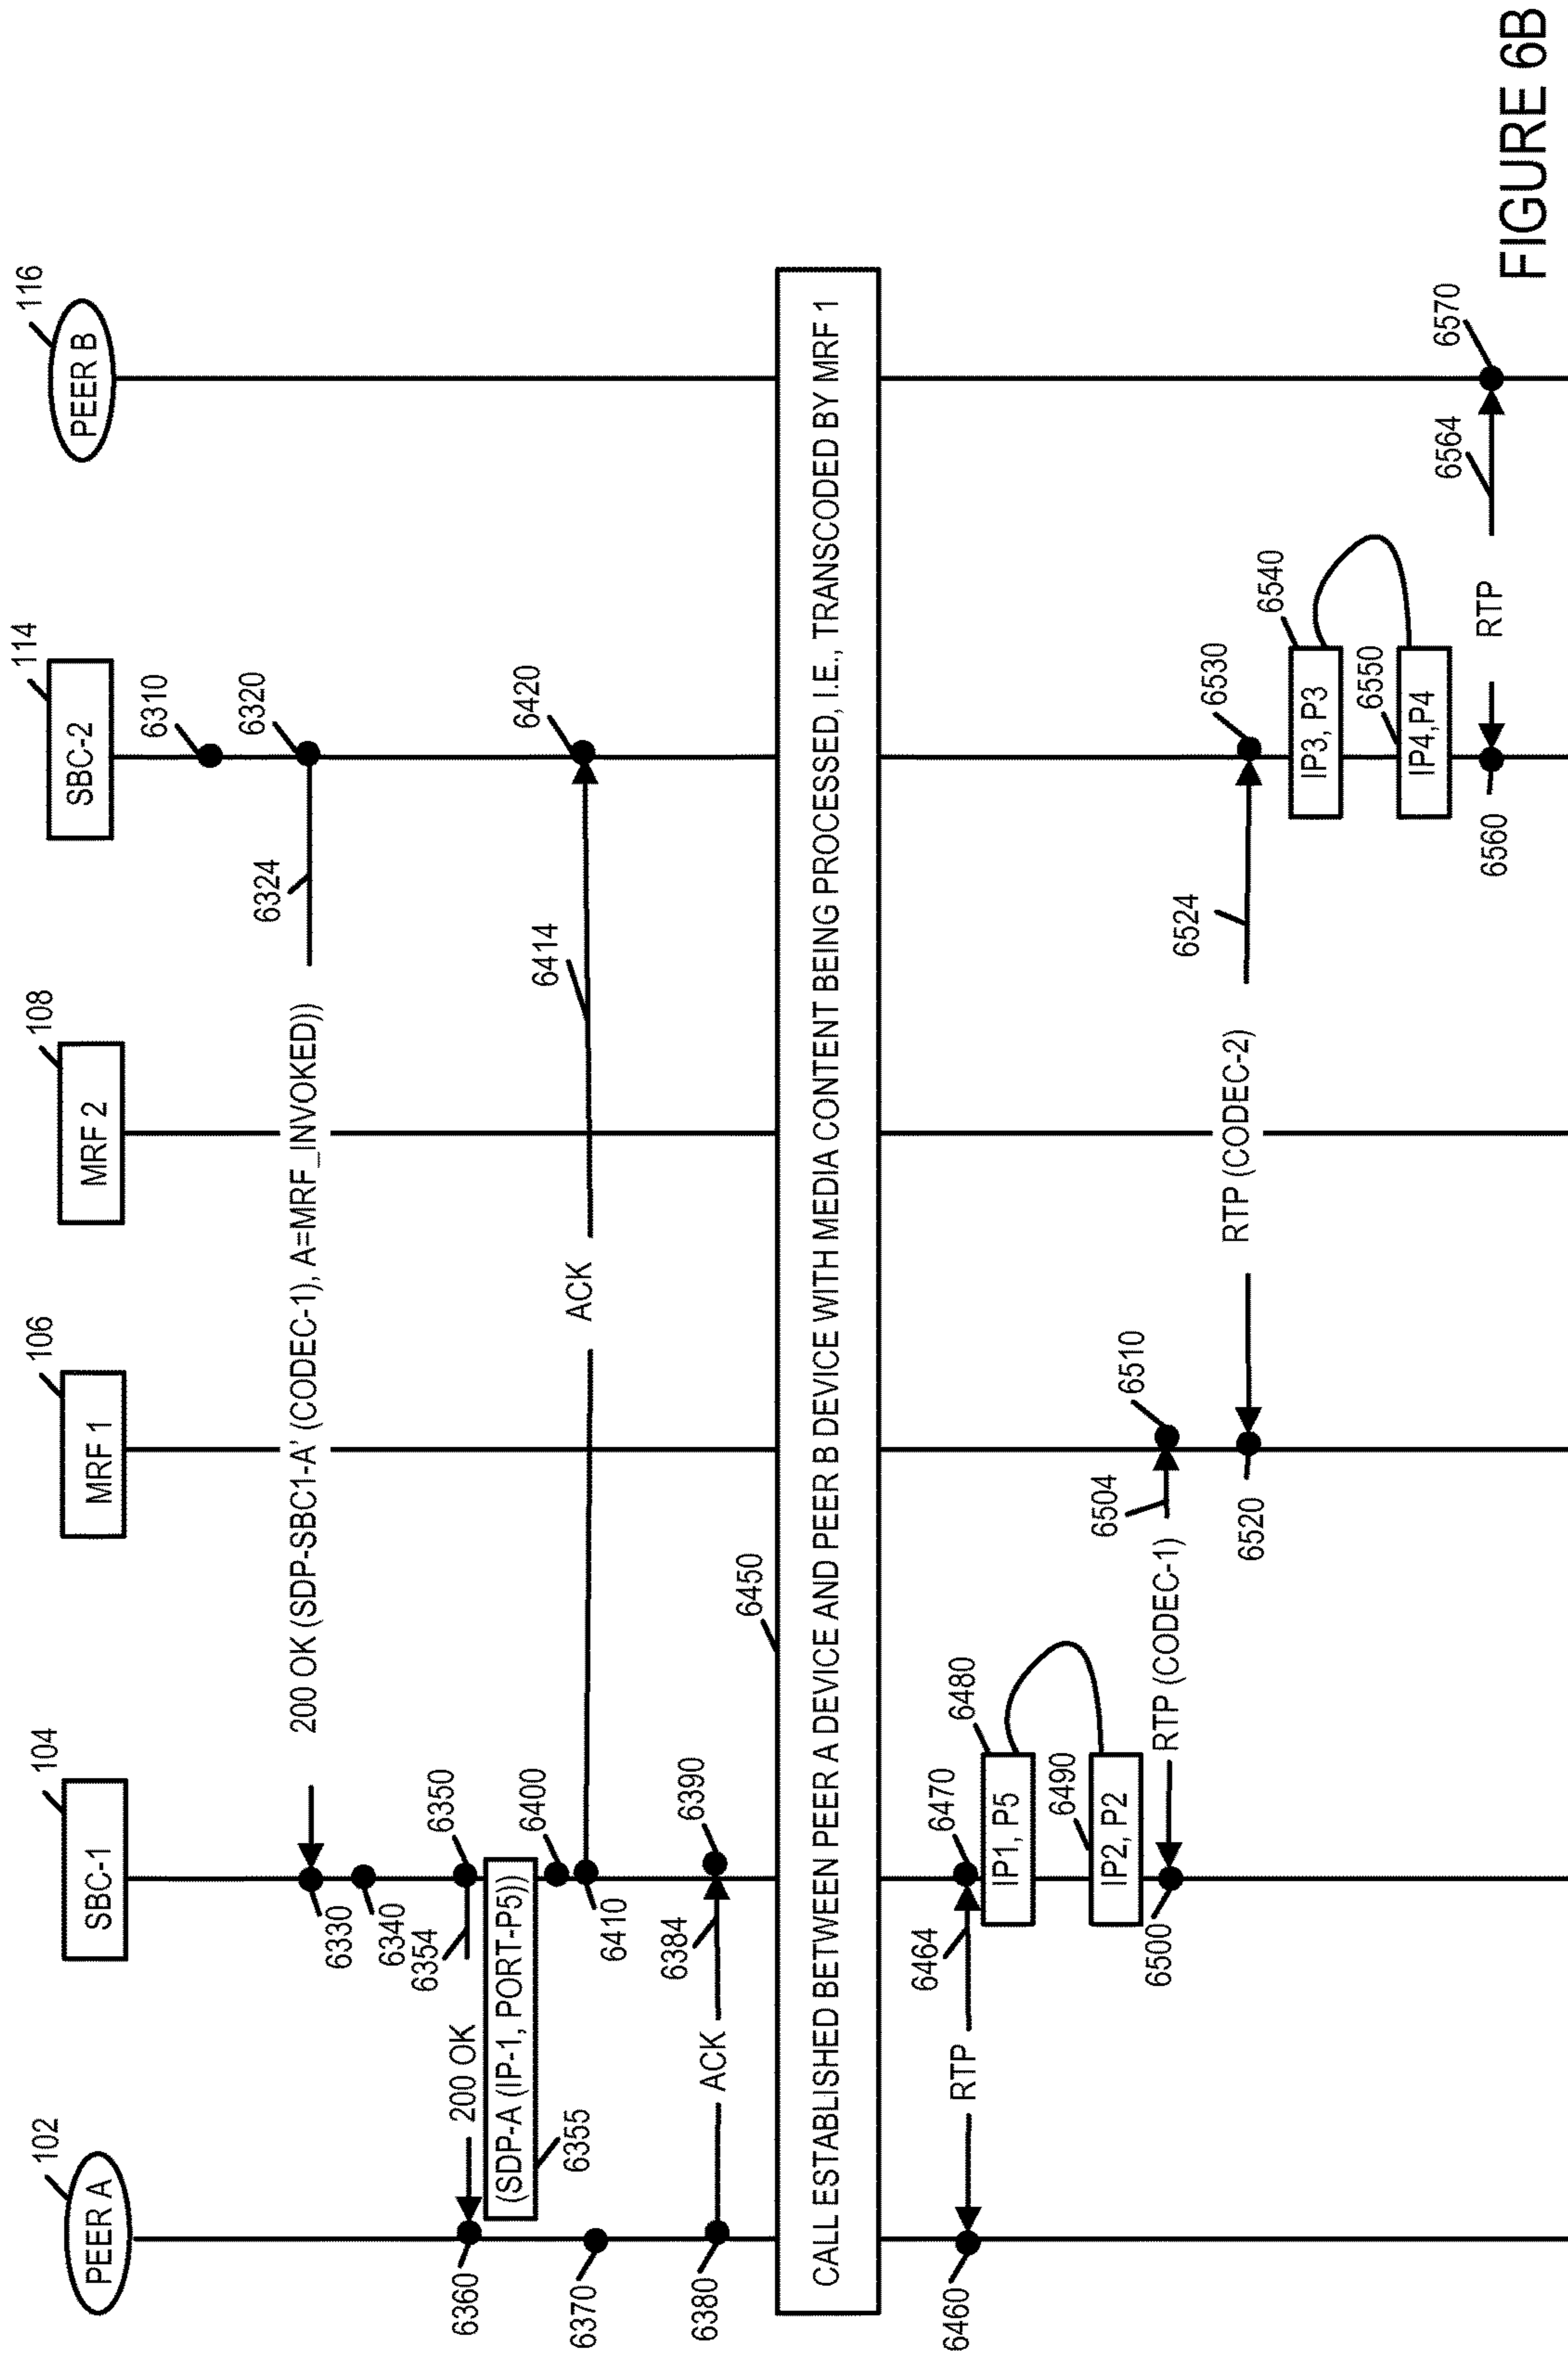 PEER A
102
SBC-1
104
MRF 1
106
MRF 2
108
SBC-2
114
PEER B
116
6310
6320
6324
200 OK (SDP-SBC1-A' (CODEC-1), A=MRF_INVOKED))
6330
6340
6350
6354
200 OK
6360
(SDP-A (IP-1, PORT-P5))
6355
6370
6400
6410
ACK
6414
6420
6380
ACK
6384
6390
6450
CALL ESTABLISHED BETWEEN PEER A DEVICE AND PEER B DEVICE WITH MEDIA CONTENT BEING PROCESSED, I.E., TRANSCODED BY MRF 1
6460
RTP
6464
6470
IP1, P5
6480
IP2, P2
6490
6500
RTP (CODEC-1)
6504
6510
6520
RTP (CODEC-2)
6524
6530
IP3, P3
6540
IP4,P4
6550
6560
RTP
6564
6570
FIGURE 6B